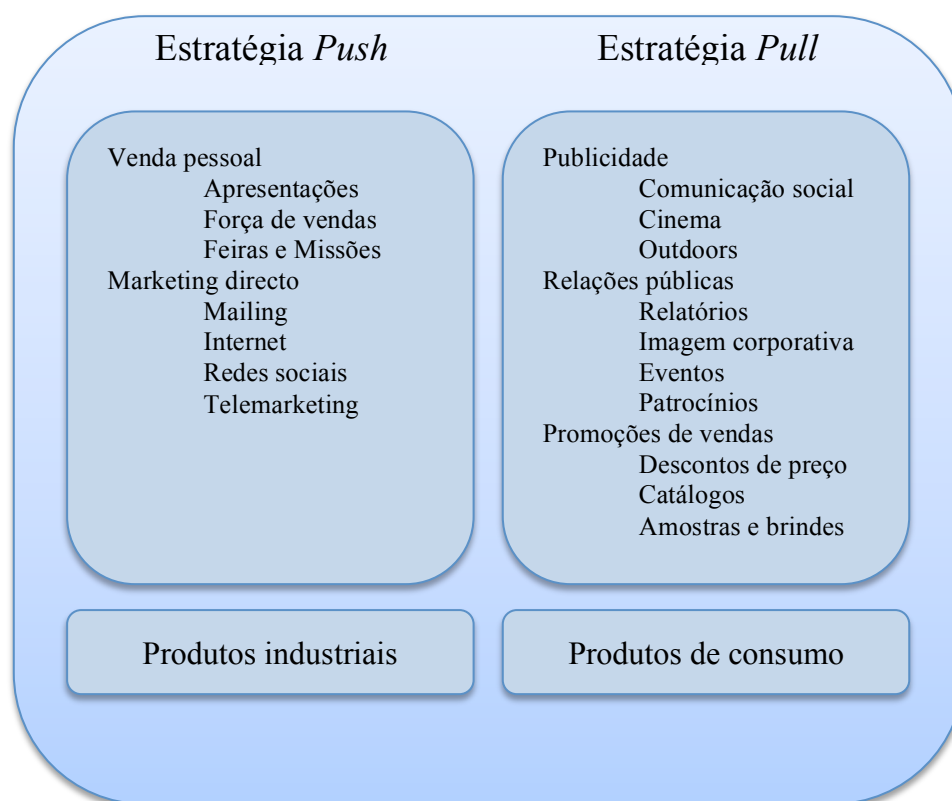 Estratégia Push
Venda pessoal
Apresentações
Força de vendas
Feiras e Missões
Marketing directo
Mailing
Internet
Redes sociais
Telemarketing
Produtos industriais
Estratégia Pull
Publicidade
Comunicação social
Cinema
Outdoors
Relações públicas
Relatórios
Imagem corporativa
Eventos
Patrocínios
Promoções de vendas
Descontos de preço
Catálogos
Amostras e brindes
Produtos de consumo